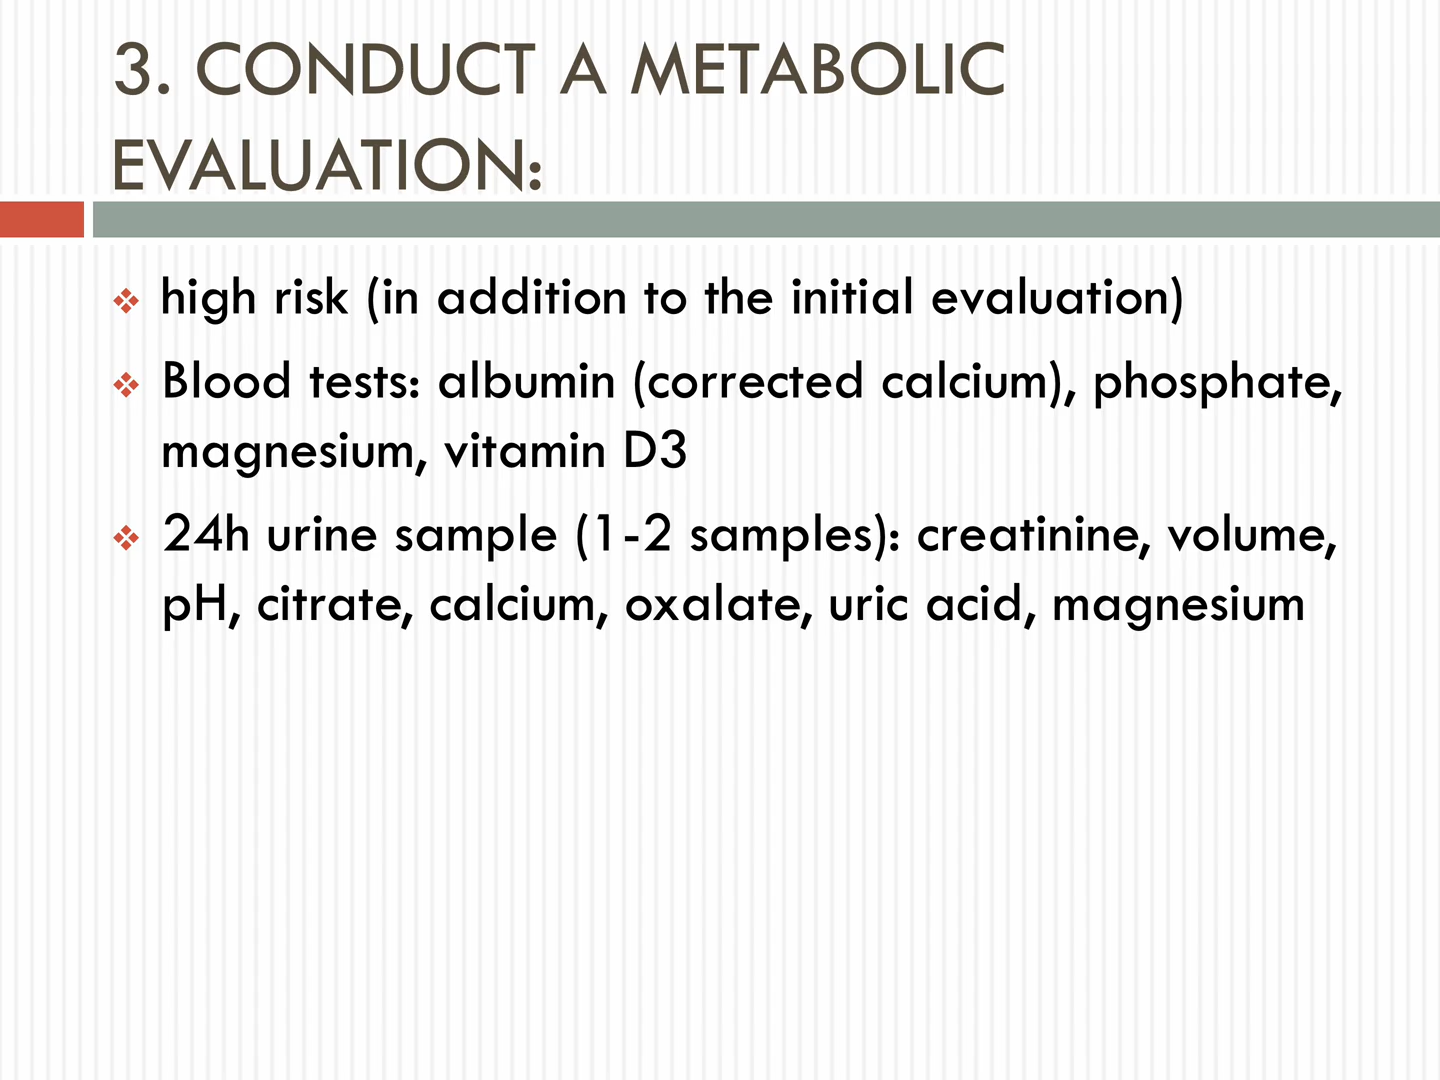 3. CONDUCT A METABOLIC
EVALUATION:
❖ high risk (in addition to the initial evaluation)
❖ Blood tests: albumin (corrected calcium), phosphate,
magnesium, vitamin D3
❖ 24h urine sample (1-2 samples): creatinine, volume,
pH, citrate, calcium, oxalate, uric acid, magnesium